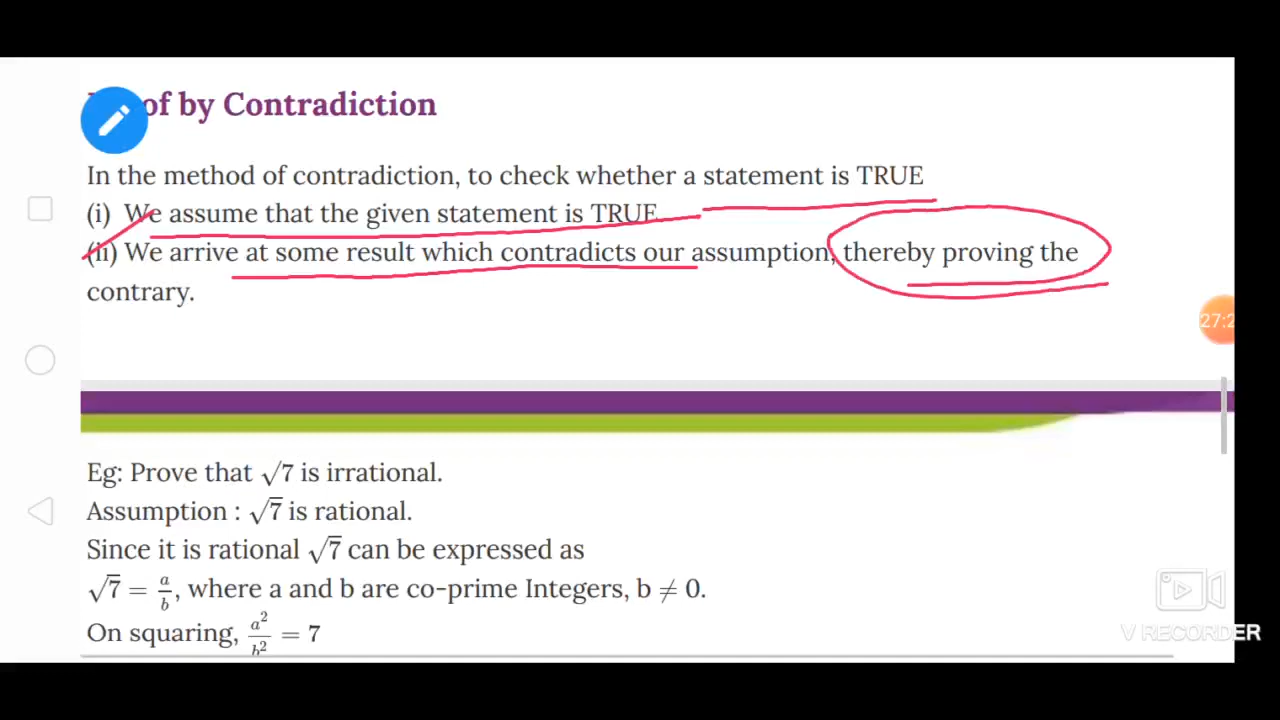 of by Contradiction
In the method of contradiction, to check whether a statement is TRUE
(i) We assume that the given statement is TRUE
(ii) We arrive at some result which contradicts our assumption, thereby proving the
contrary.
27:2
Eg: Prove that √7 is irrational.
Assumption : √7 is rational.
Since it is rational √7 can be expressed as
√7 = a/b, where a and b are co-prime Integers, b ≠ 0.
On squaring, a²/b² = 7
V RECORDER